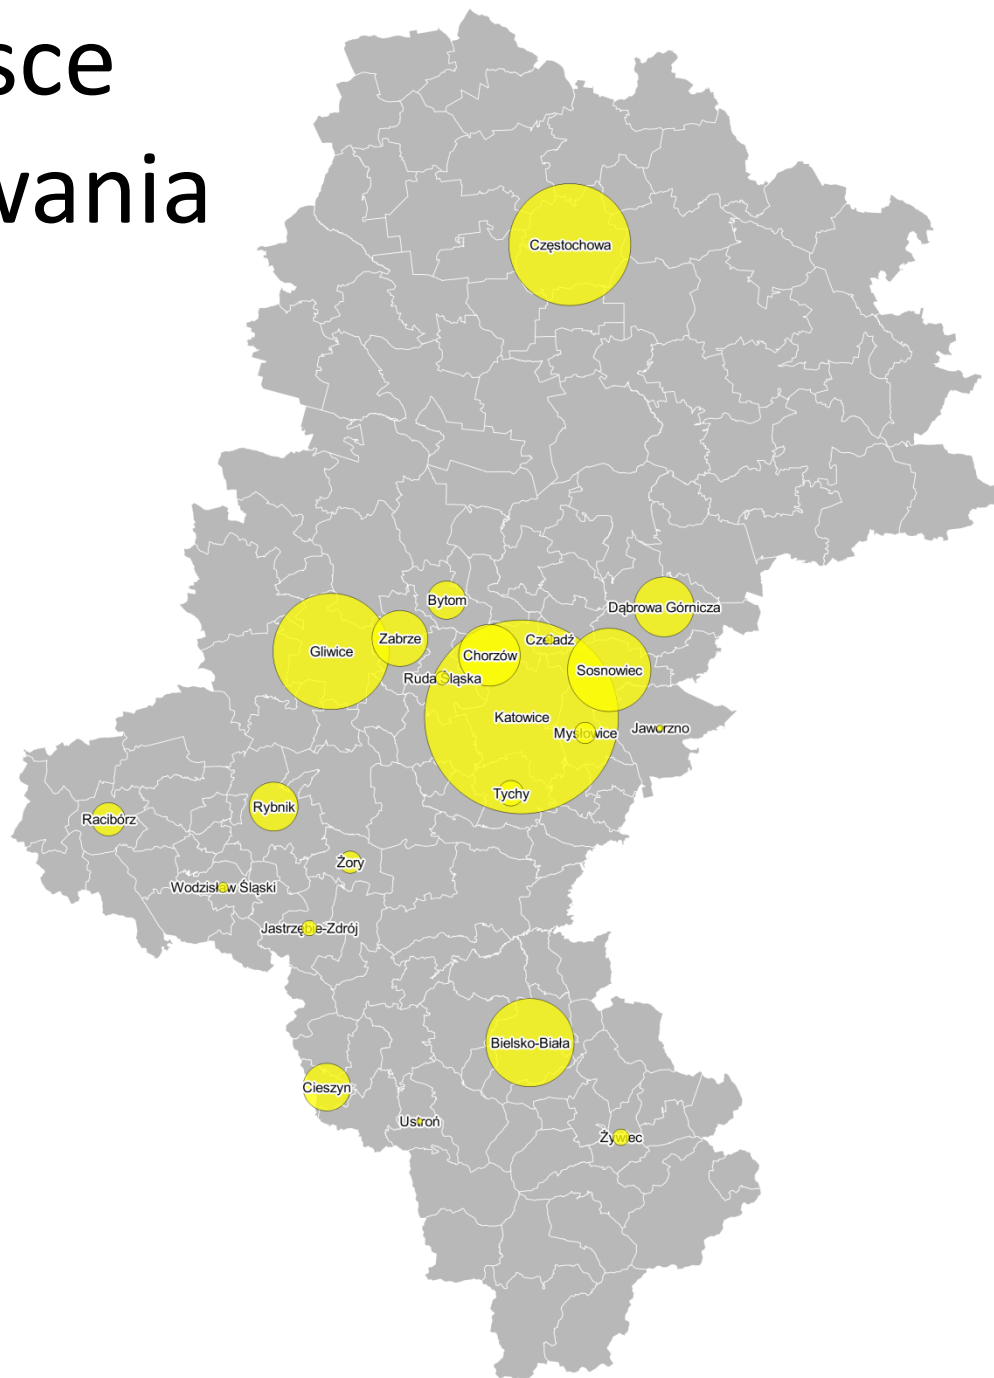 sce
wania
Częstochowa
Bytom
Dąbrowa Górnicza
Zabrze
Czeladź
Gliwice
Chorzów
Sosnowiec
Ruda Śląska
Katowice
Mysłowice
Jaworzno
Tychy
Rybnik
Racibórz
Żory
Wodzisław Śląski
Jastrzębie-Zdrój
Bielsko-Biała
Cieszyn
Ustroń
Żywiec